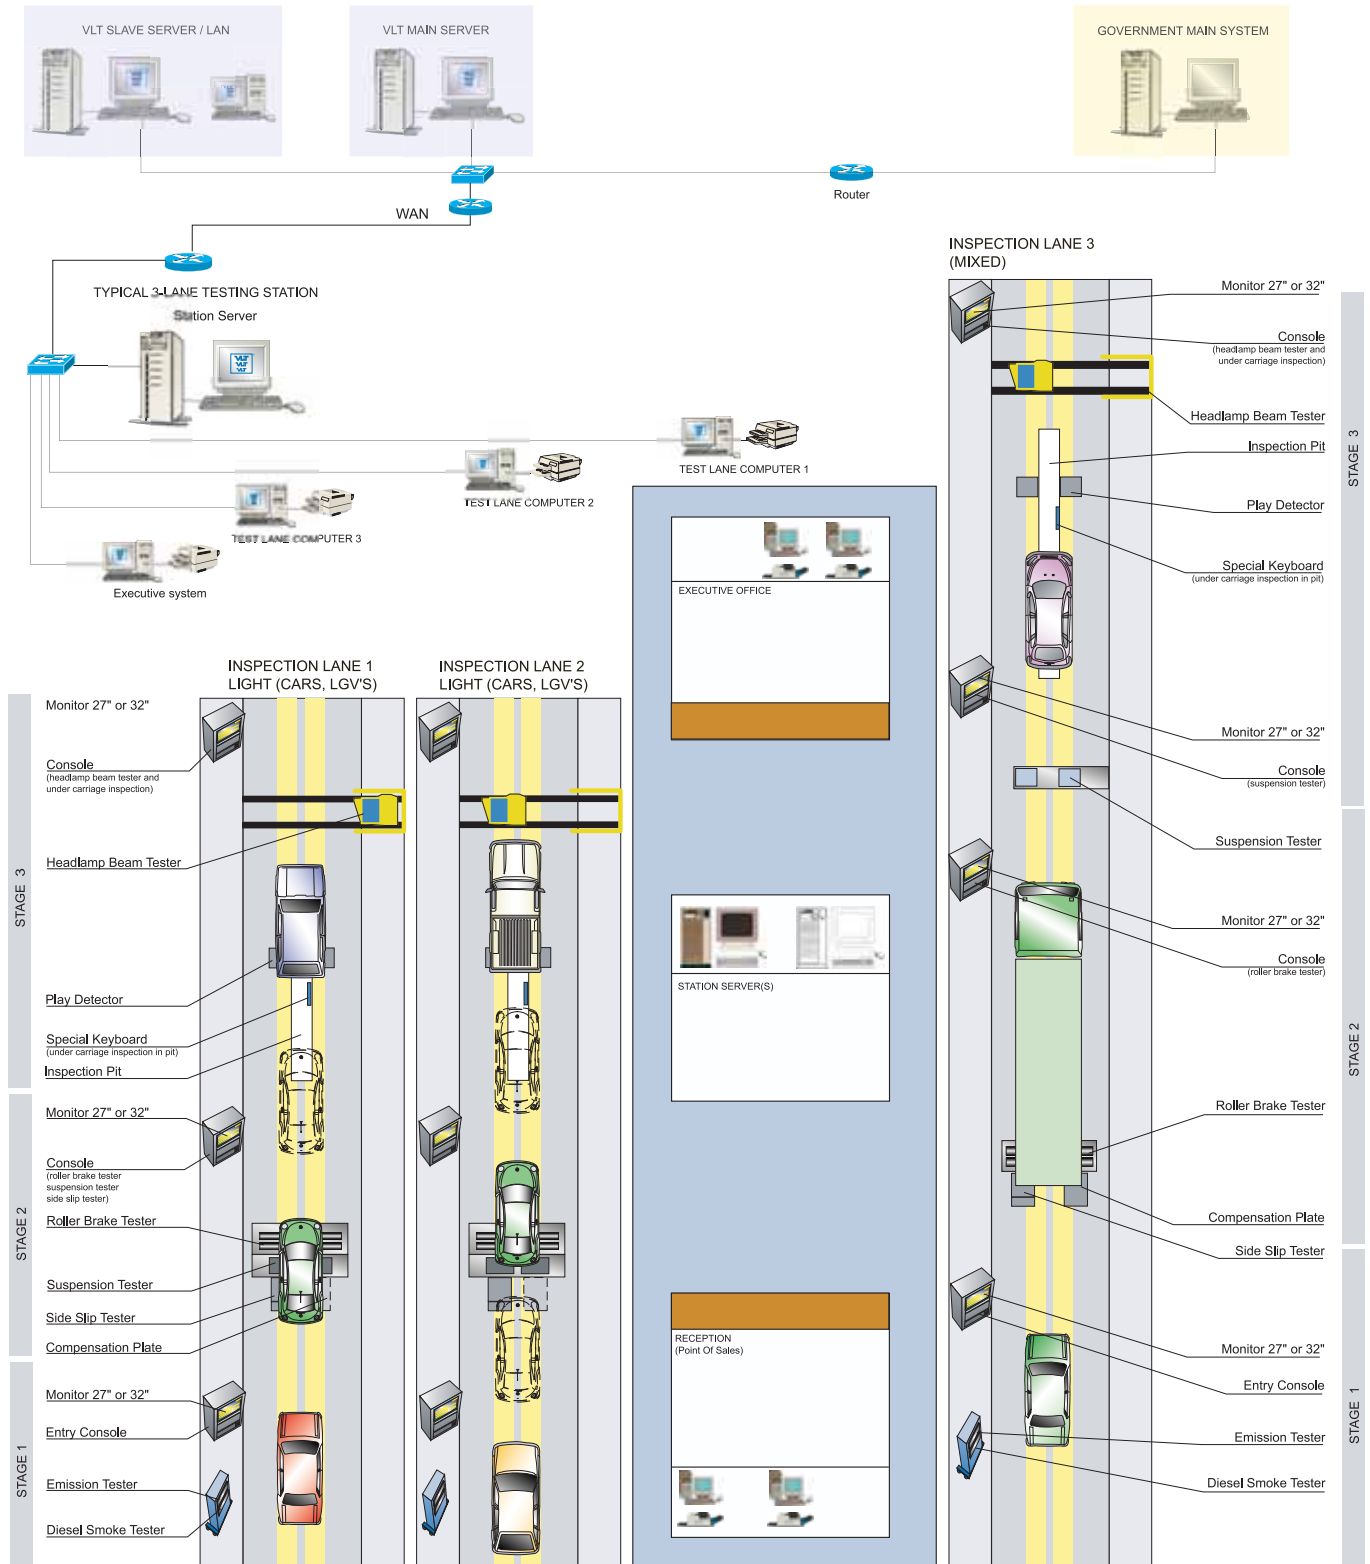 VLT SLAVE SERVER / LAN
VLT MAIN SERVER
GOVERNMENT MAIN SYSTEM
Router
WAN
TYPICAL 3-LANE TESTING STATION
Station Server
VLT
VLT
VLT
TEST LANE COMPUTER 1
TEST LANE COMPUTER 2
TEST LANE COMPUTER 3
Executive system
EXECUTIVE OFFICE
STATION SERVER(S)
RECEPTION
(Point Of Sales)
INSPECTION LANE 1
LIGHT (CARS, LGV'S)
INSPECTION LANE 2
LIGHT (CARS, LGV'S)
STAGE 3
Monitor 27" or 32"
Console
(headlamp beam tester and
under carriage inspection)
Headlamp Beam Tester
Play Detector
Special Keyboard
(under carriage inspection in pit)
Inspection Pit
STAGE 2
Monitor 27" or 32"
Console
(roller brake tester
suspension tester
side slip tester)
Roller Brake Tester
Suspension Tester
Side Slip Tester
Compensation Plate
STAGE 1
Monitor 27" or 32"
Entry Console
Emission Tester
Diesel Smoke Tester
INSPECTION LANE 3
(MIXED)
STAGE 3
Monitor 27" or 32"
Console
(headlamp beam tester and
under carriage inspection)
Headlamp Beam Tester
Inspection Pit
Play Detector
Special Keyboard
(under carriage inspection in pit)
Monitor 27" or 32"
Console
(suspension tester)
STAGE 2
Suspension Tester
Monitor 27" or 32"
Console
(roller brake tester)
Roller Brake Tester
Compensation Plate
Side Slip Tester
STAGE 1
Monitor 27" or 32"
Entry Console
Emission Tester
Diesel Smoke Tester